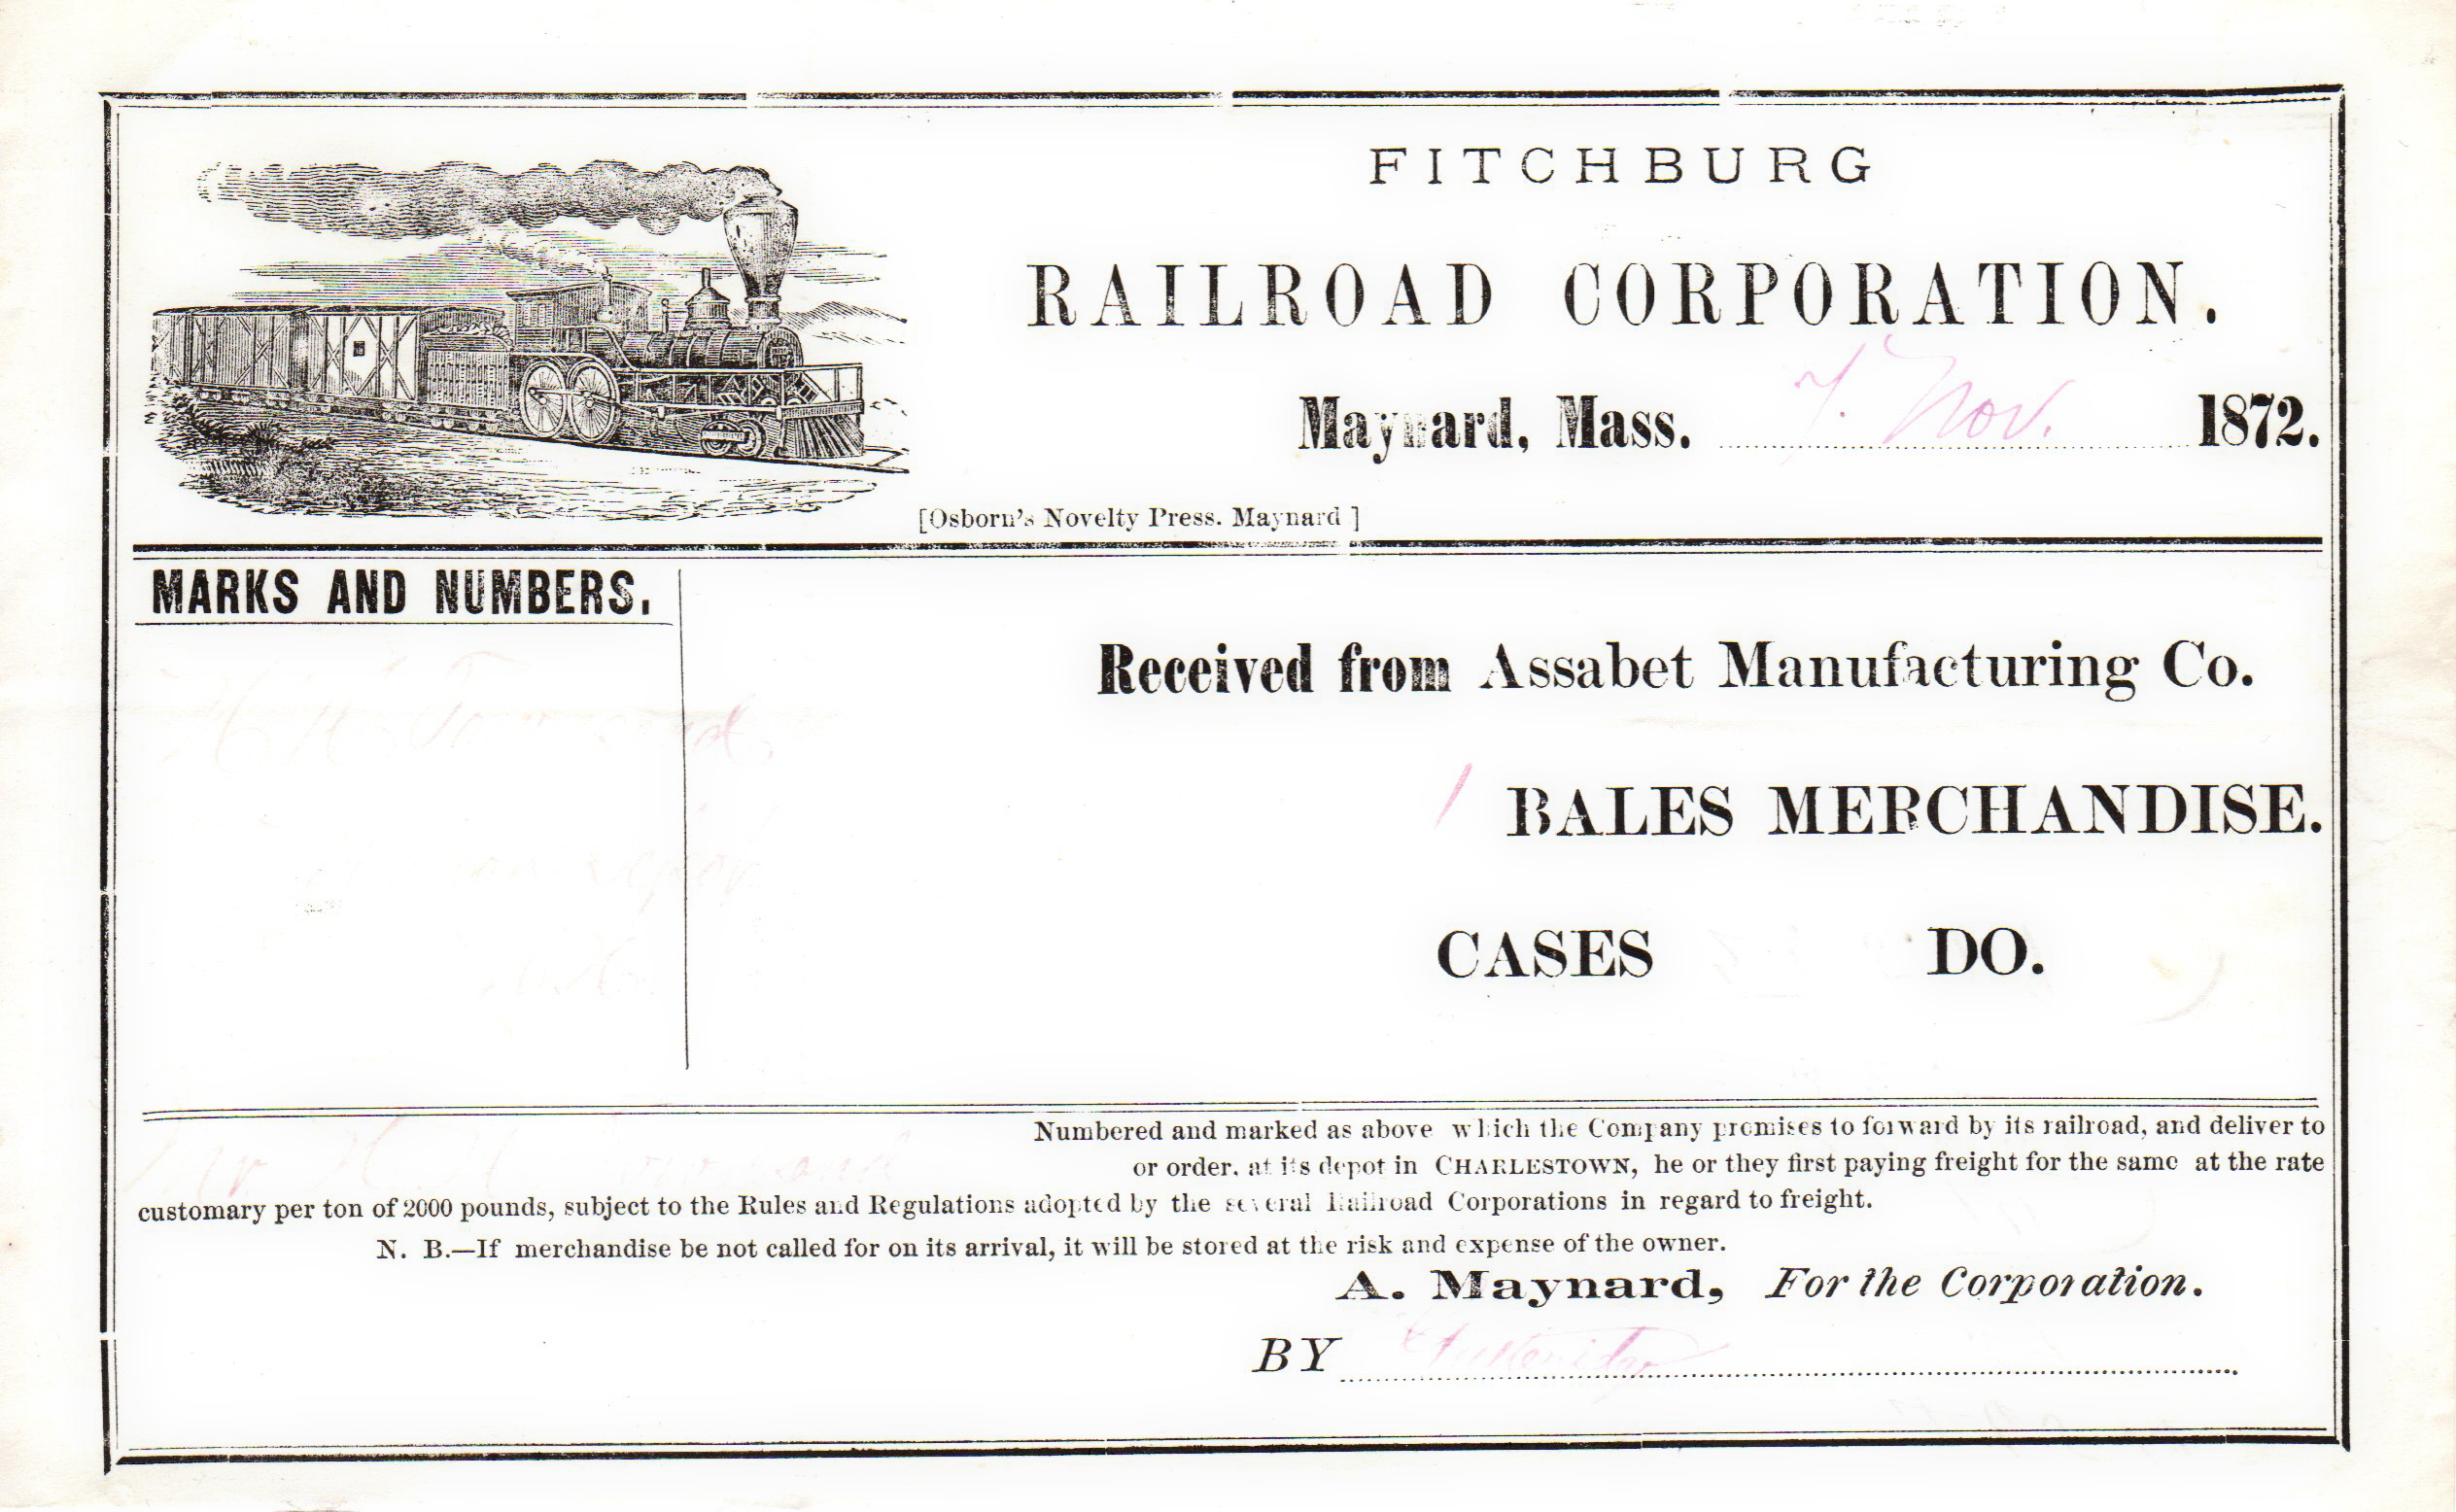 FITCHBURG
RAILROAD CORPORATION.
Maynard, Mass. 7. Nov. 1872.
[Osborn's Novelty Press. Maynard ]
MARKS AND NUMBERS.
Received from Assabet Manufacturing Co.
1 BALES MERCHANDISE.
CASES DO.
Numbered and marked as above which the Company promises to forward by its railroad, and deliver to
or order, at its depot in CHARLESTOWN, he or they first paying freight for the same at the rate
customary per ton of 2000 pounds, subject to the Rules and Regulations adopted by the several Railroad Corporations in regard to freight.
N. B.—If merchandise be not called for on its arrival, it will be stored at the risk and expense of the owner.
A. Maynard, For the Corporation.
BY